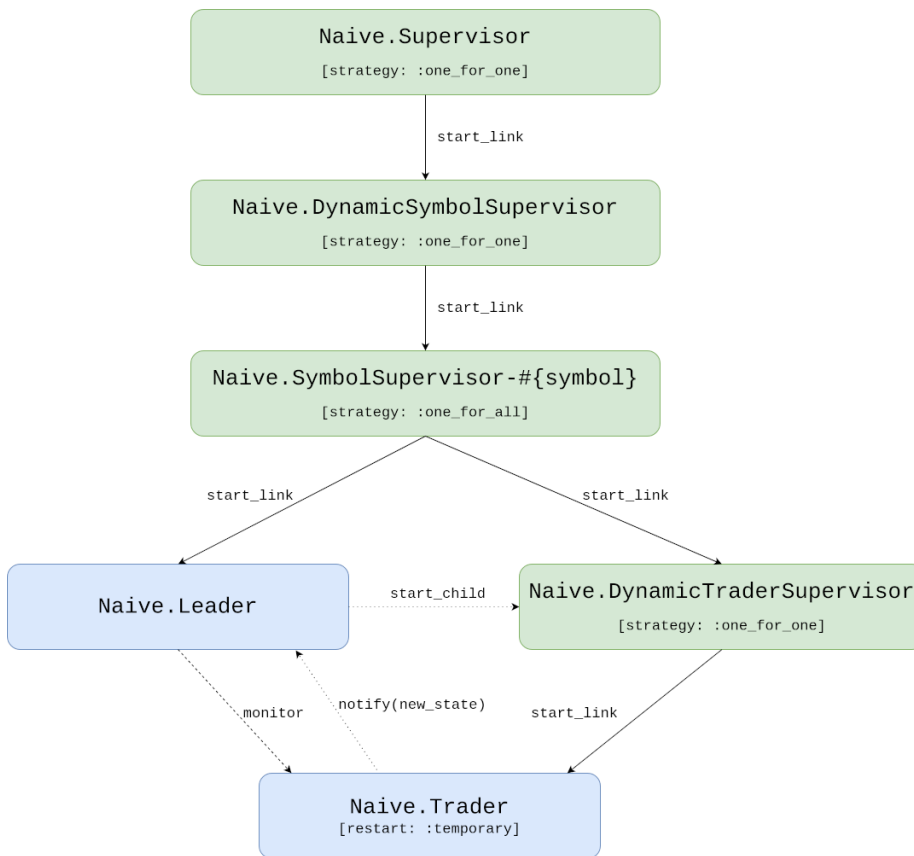 Naive.Supervisor
[strategy: :one_for_one]
start_link
Naive.DynamicSymbolSupervisor
[strategy: :one_for_one]
start_link
Naive.SymbolSupervisor-#{symbol}
[strategy: :one_for_all]
start_link
start_link
Naive.Leader
start_child
Naive.DynamicTraderSupervisor
[strategy: :one_for_one]
monitor
notify(new_state)
start_link
Naive.Trader
[restart: :temporary]